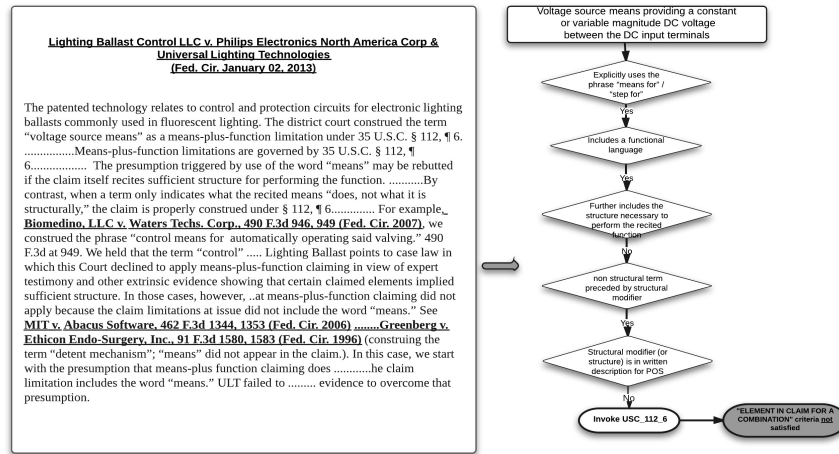 Lighting Ballast Control LLC v. Philips Electronics North America Corp &
Universal Lighting Technologies
(Fed. Cir. January 02, 2013)
The patented technology relates to control and protection circuits for electronic lighting
ballasts commonly used in fluorescent lighting. The district court construed the term
“voltage source means” as a means-plus-function limitation under 35 U.S.C. § 112, ¶ 6.
...............Means-plus-function limitations are governed by 35 U.S.C. § 112, ¶
6................. The presumption triggered by use of the word “means” may be rebutted
if the claim itself recites sufficient structure for performing the function. ...........By
contrast, when a term only indicates what the recited means “does, not what it is
structurally,” the claim is properly construed under § 112, ¶ 6............. For example,
Biomedino, LLC v. Waters Techs. Corp., 490 F.3d 946, 949 (Fed. Cir. 2007), we
construed the phrase “control means for automatically operating said valving.” 490
F.3d at 949. We held that the term “control” ..... Lighting Ballast points to case law in
which this Court declined to apply means-plus-function claiming in view of expert
testimony and other extrinsic evidence showing that certain claimed elements implied
sufficient structure. In those cases, however, ..at means-plus-function claiming did not
apply because the claim limitations at issue did not include the word “means.” See
MIT v. Abacus Software, 462 F.3d 1344, 1353 (Fed. Cir. 2006) ........Greenberg v.
Ethicon Endo-Surgery, Inc., 91 F.3d 1580, 1583 (Fed. Cir. 1996) (construing the
term “detent mechanism”; “means” did not appear in the claim.). In this case, we start
with the presumption that means-plus function claiming does ............he claim
limitation includes the word “means.” ULT failed to ......... evidence to overcome that
presumption.
Voltage source means providing a constant
or variable magnitude DC voltage
between the DC input terminals
Explicitly uses the
phrase “means for” /
“step for”
Yes
Includes a functional
language
Yes
Further includes the
structure necessary to
perform the recited
function
No
non structural term
preceded by structural
modifier
Yes
Structural modifier (or
structure) is in written
description for POS
No
Invoke USC_112_6
"ELEMENT IN CLAIM FOR A
COMBINATION" criteria not
satisfied